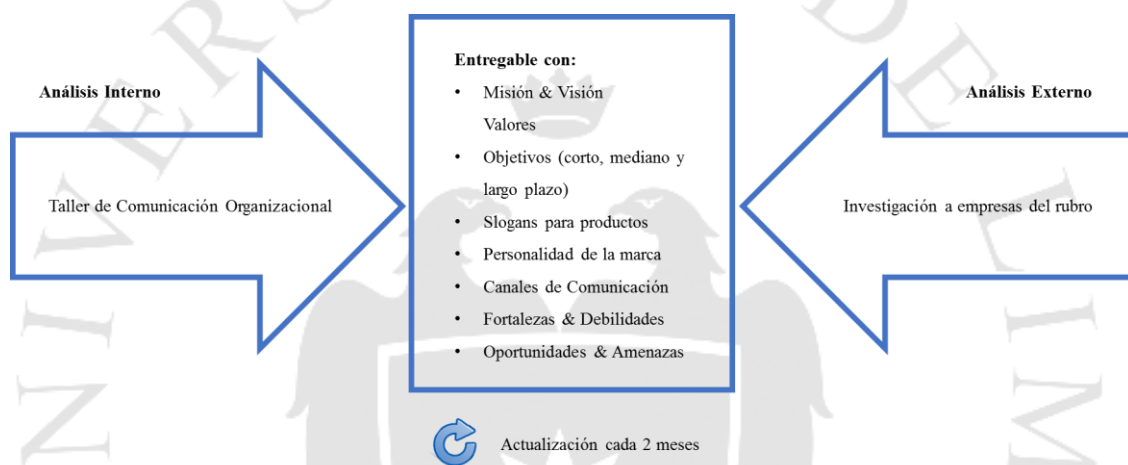 Análisis Interno
Taller de Comunicación Organizacional
Entregable con:
• Misión & Visión
Valores
• Objetivos (corto, mediano y
largo plazo)
• Slogans para productos
• Personalidad de la marca
• Canales de Comunicación
• Fortalezas & Debilidades
• Oportunidades & Amenazas
Análisis Externo
Investigación a empresas del rubro
Actualización cada 2 meses